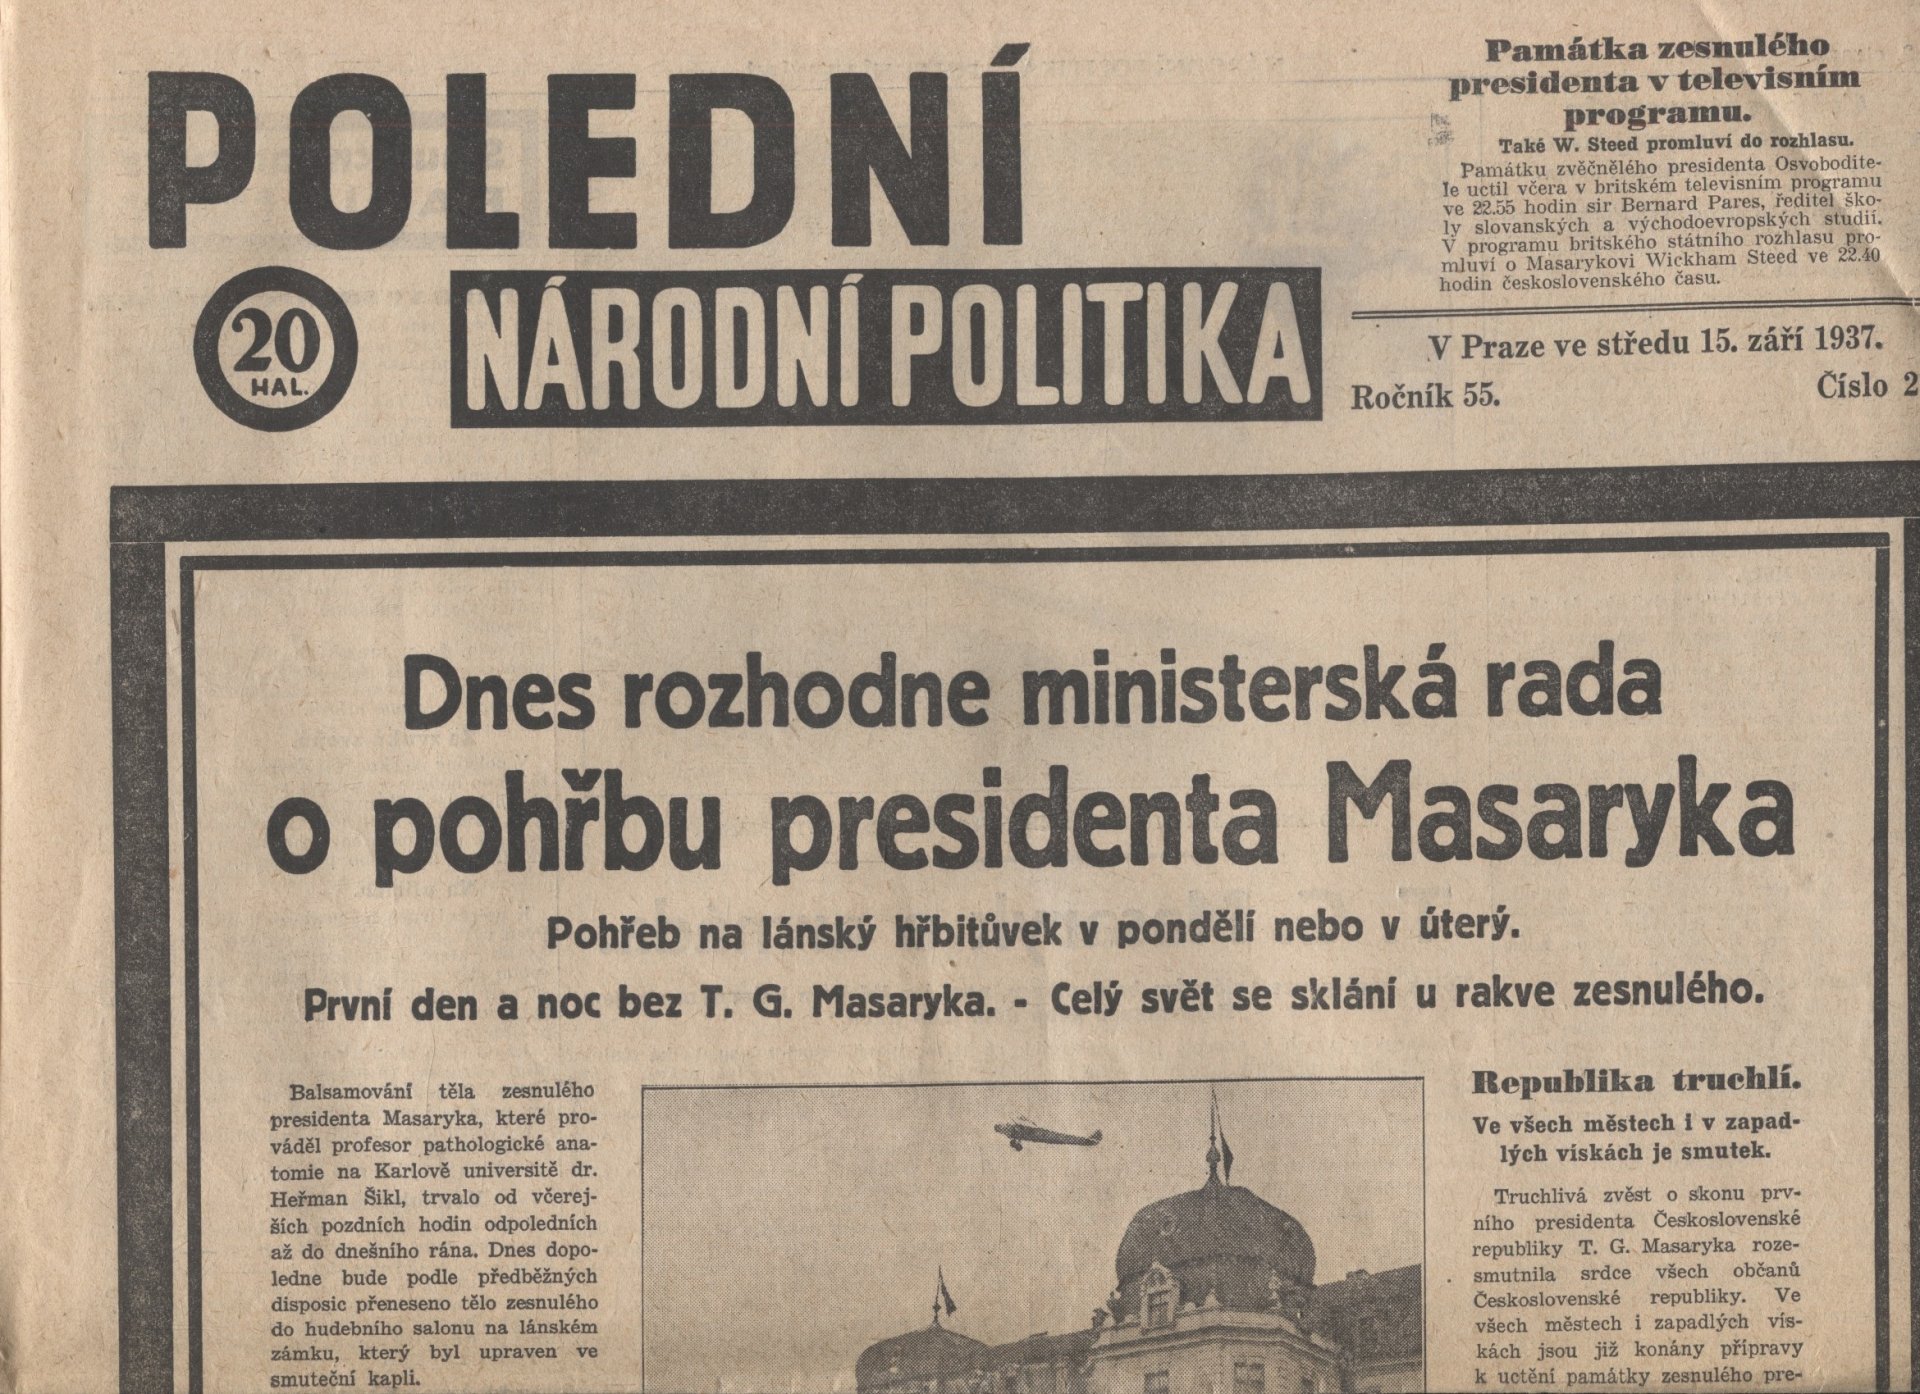 POLEDNÍ
NÁRODNÍ POLITIKA
20
HAL.
Památka zesnulého
presidenta v televisním
programu.
Také W. Steed promluví do rozhlasu.
Památku zvěčnělého presidenta Osvobodite-
le uctil včera v britském televisním programu
ve 22.55 hodin sir Bernard Pares, ředitel ško-
ly slovanských a východoevropských studií.
V programu britského státního rozhlasu pro-
mluví o Masarykovi Wickham Steed ve 22.40
hodin československého času.
V Praze ve středu 15. září 1937.
Ročník 55.
Číslo 2
Dnes rozhodne ministerská rada
o pohřbu presidenta Masaryka
Pohřeb na lánský hřbitůvek v pondělí nebo v úterý.
První den a noc bez T. G. Masaryka. - Celý svět se sklání u rakve zesnulého.
Balsamování těla zesnulého
presidenta Masaryka, které pro-
váděl profesor pathologické ana-
tomie na Karlově universitě dr.
Heřman Šikl, trvalo od včerej-
ších pozdních hodin odpoledních
až do dnešního rána. Dnes dopo-
ledne bude podle předběžných
disposic přeneseno tělo zesnulého
do hudebního salonu na lánském
zámku, který byl upraven ve
smuteční kapli.
Republika truchlí.
Ve všech městech i v zapad-
lých vískách je smutek.
Truchlivá zvěst o skonu prv-
ního presidenta Československé
republiky T. G. Masaryka roze-
smutnila srdce všech občanů
Československé republiky. Ve
všech městech i zapadlých vís-
kách jsou již konány přípravy
k uctění památky zesnulého pre-